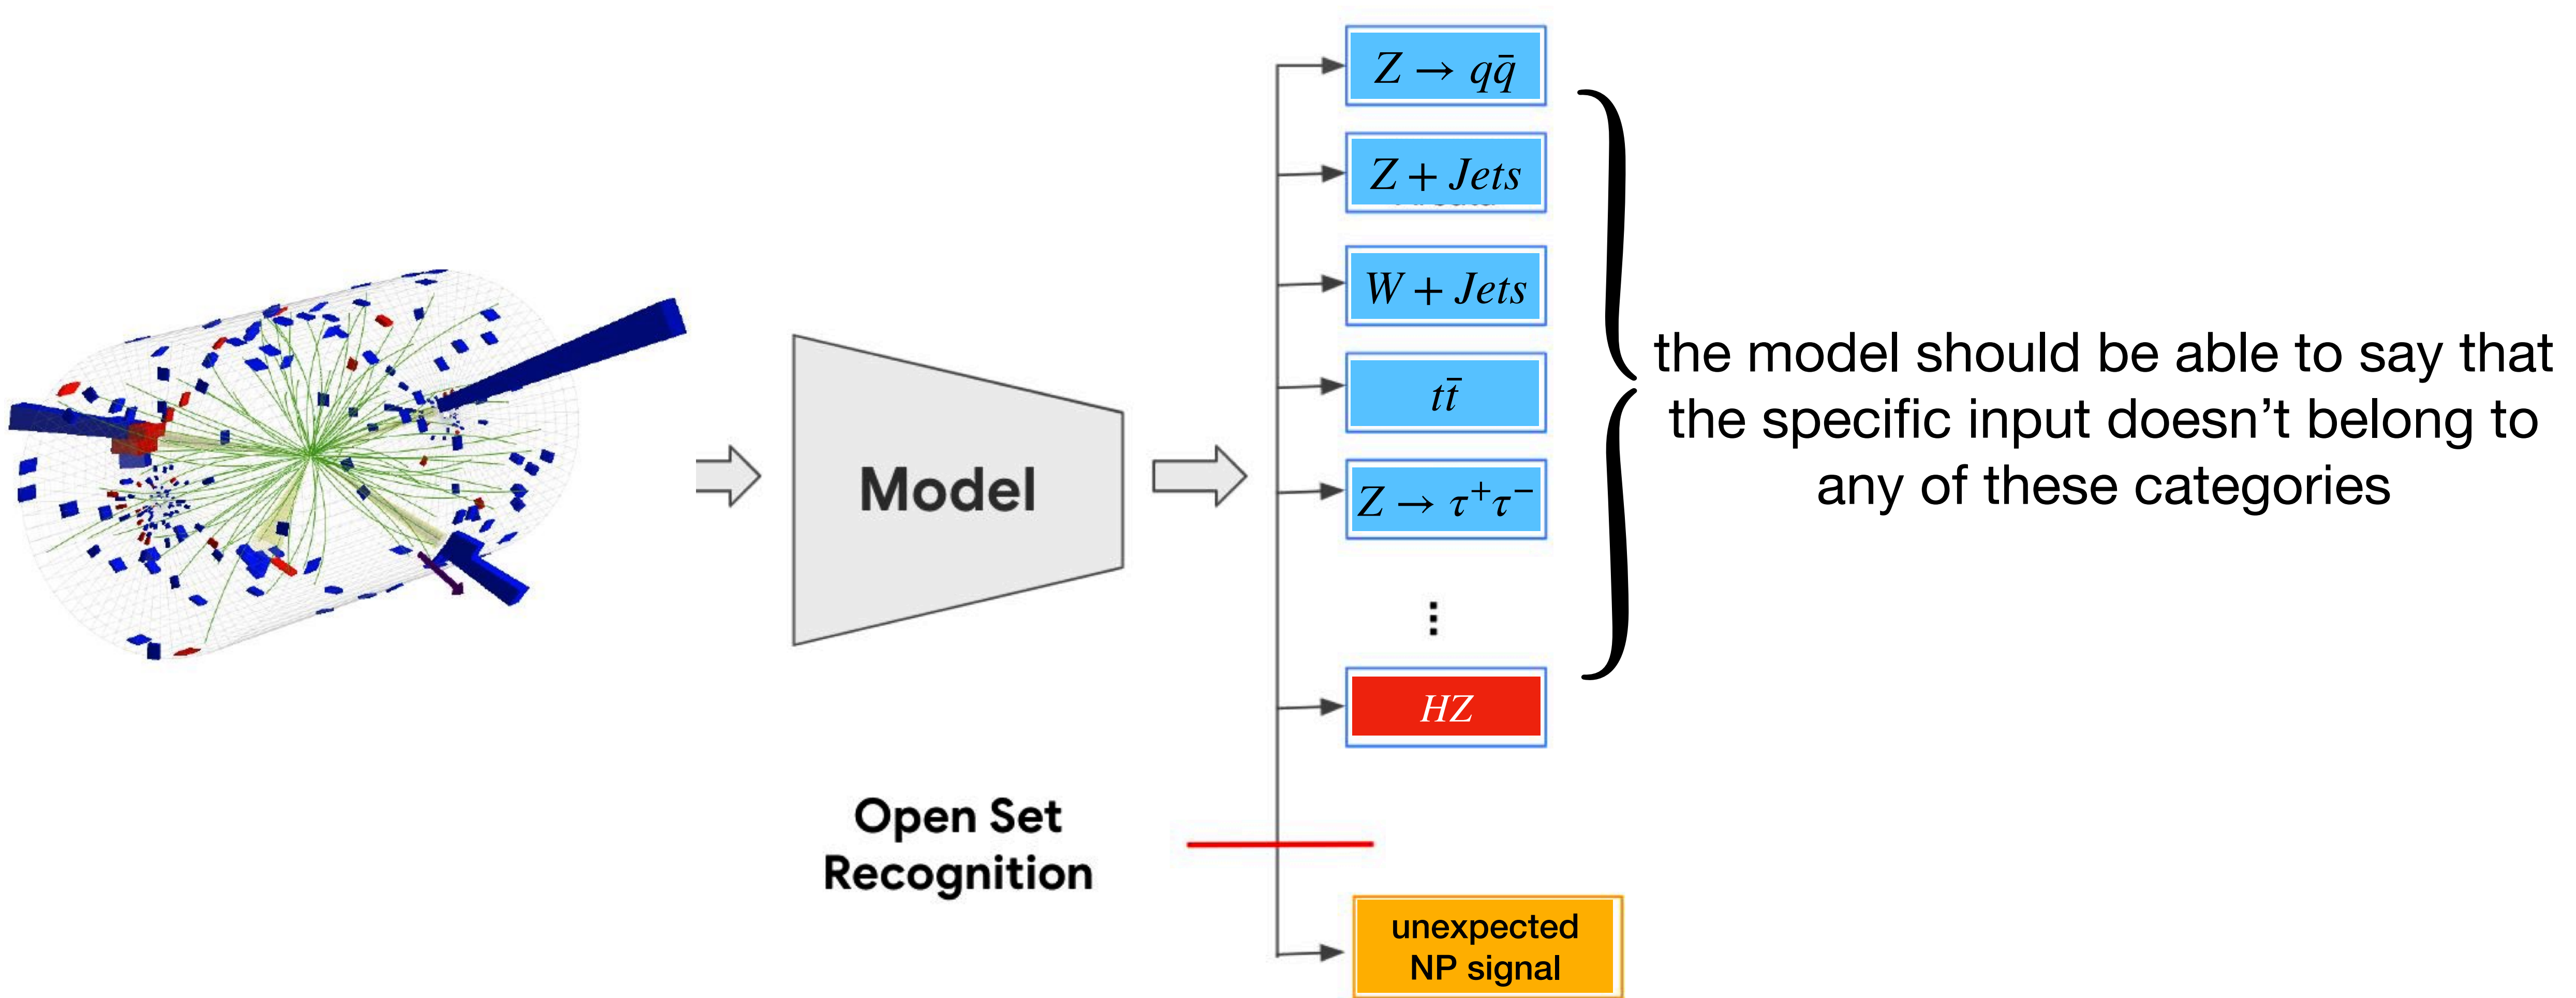 Z → q𝑞̄
Z + Jets
W + Jets
t𝑡̄
Z → τ⁺τ⁻
⋮
HZ
the model should be able to say that
the specific input doesn’t belong to
any of these categories
Model
Open Set
Recognition
unexpected
NP signal